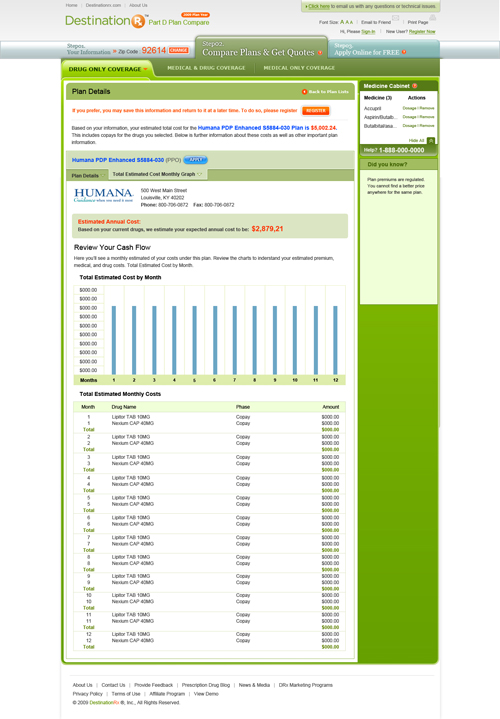 Home | Destinationrx.com | About Us
Click here to email us with any questions or technical issues.
DestinationRx™
2009 Plan Year
Part D Plan Compare
Font Size: A A A | Email to Friend | Print Page
Hi, Please Sign in | New User? Register Now
Step01.
Your Information > Zip Code 92614 CHANGE
Step02.
Compare Plans & Get Quotes
Step03.
Apply Online for FREE
DRUG ONLY COVERAGE
MEDICAL & DRUG COVERAGE
MEDICAL ONLY COVERAGE
Plan Details
Back to Plan Lists
If you prefer, you may save this information and return to it at a later time. To do so, please register REGISTER
Based on your information, your estimated total cost for the Humana PDP Enhanced S5884-030 Plan is $5,002.24.
This includes copays for the drugs you selected. Below is further information about these costs as well as other important plan
information.
Humana PDP Enhanced S5884-030 (PPO) APPLY
Plan Details
Total Estimated Cost Monthly Graph
HUMANA
Guidance when you need it most
500 West Main Street
Louisville, KY 40202
Phone: 800-706-0872 Fax: 800-706-0872
Estimated Annual Cost:
Based on your current drugs, we estimate your expected annual cost to be: $2,879,21
Review Your Cash Flow
Here you'll see a monthly estimated of your costs under this plan. Review the charts to understand your estimated premium,
medical, and drug costs. Total Estimated Cost by Month.
Total Estimated Cost by Month
$000.00
$000.00
$000.00
$000.00
$000.00
$000.00
$000.00
$000.00
$000.00
$000.00
Months 1 2 3 4 5 6 7 8 9 10 11 12
Total Estimated Monthly Costs
Month Drug Name Phase Amount
1 Lipitor TAB 10MG Copay $000.00
1 Nexium CAP 40MG Copay $000.00
Total $000.00
2 Lipitor TAB 10MG Copay $000.00
2 Nexium CAP 40MG Copay $000.00
Total $000.00
3 Lipitor TAB 10MG Copay $000.00
3 Nexium CAP 40MG Copay $000.00
Total $000.00
4 Lipitor TAB 10MG Copay $000.00
4 Nexium CAP 40MG Copay $000.00
Total $000.00
5 Lipitor TAB 10MG Copay $000.00
5 Nexium CAP 40MG Copay $000.00
Total $000.00
6 Lipitor TAB 10MG Copay $000.00
6 Nexium CAP 40MG Copay $000.00
Total $000.00
7 Lipitor TAB 10MG Copay $000.00
7 Nexium CAP 40MG Copay $000.00
Total $000.00
8 Lipitor TAB 10MG Copay $000.00
8 Nexium CAP 40MG Copay $000.00
Total $000.00
9 Lipitor TAB 10MG Copay $000.00
9 Nexium CAP 40MG Copay $000.00
Total $000.00
10 Lipitor TAB 10MG Copay $000.00
10 Nexium CAP 40MG Copay $000.00
Total $000.00
11 Lipitor TAB 10MG Copay $000.00
11 Nexium CAP 40MG Copay $000.00
Total $000.00
12 Lipitor TAB 10MG Copay $000.00
12 Nexium CAP 40MG Copay $000.00
Total $000.00
Medicine Cabinet
Medicine (3) Actions
Accupril Dosage | Remove
Aspirin/Butalb... Dosage | Remove
Butalbital/asa... Dosage | Remove
Hide All
Help? 1-888-000-0000
Did you know?
Plan premiums are regulated.
You cannot find a better price
anywhere for the same plan.
About Us | Contact Us | Provide Feedback | Prescription Drug Blog | News & Media | DRx Marketing Programs
Privacy Policy | Terms of Use | Affiliate Program | View Demo
© 2009 DestinationRx ®, Inc., All Rights Reserved.